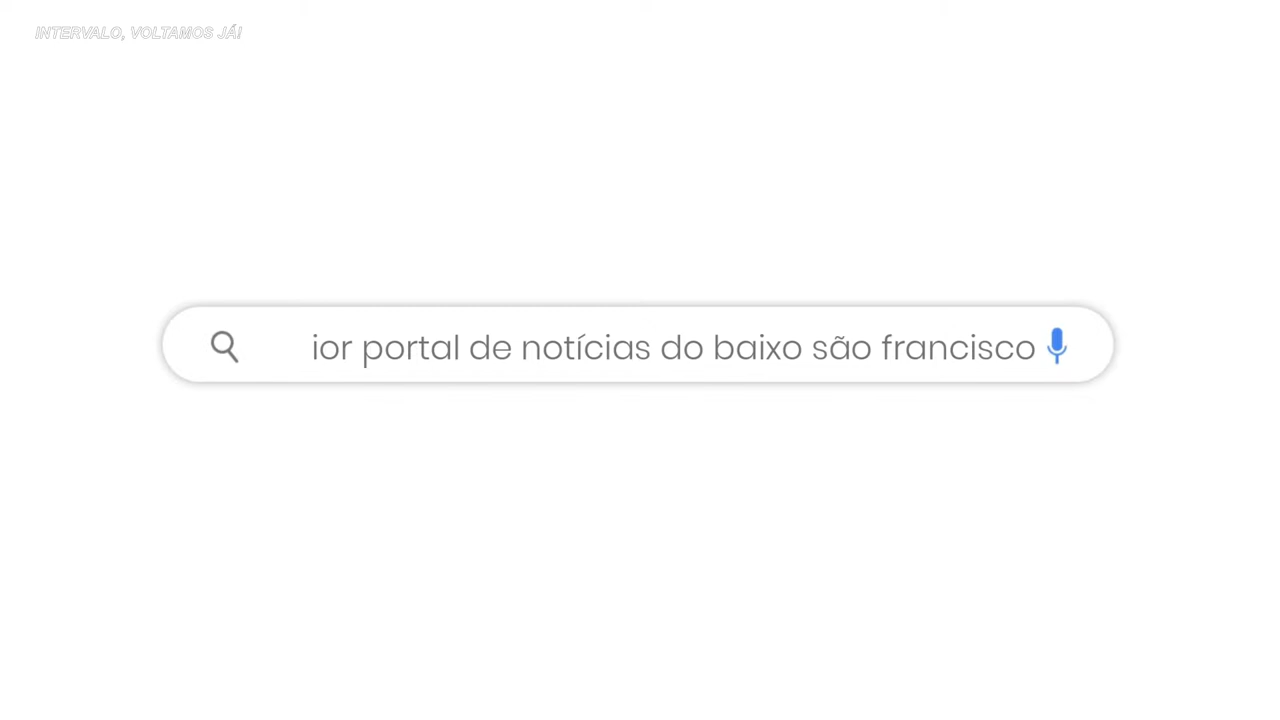 INTERVALO, VOLTAMOS JÁ!
ior portal de notícias do baixo são francisco